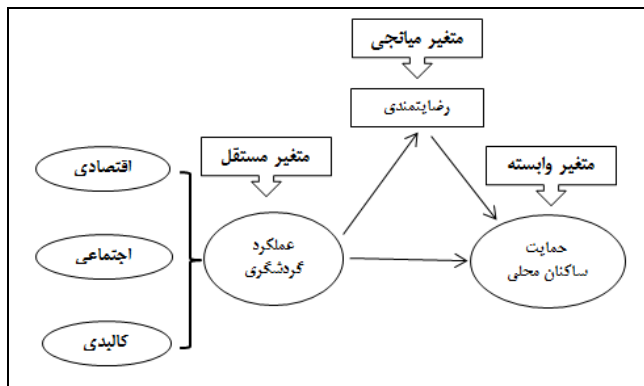 متغیر میانجی
رضایتمندی
متغیر مستقل
متغیر وابسته
اقتصادی
اجتماعی
کالبدی
عملکرد
گردشگری
حمایت
ساکنان محلی